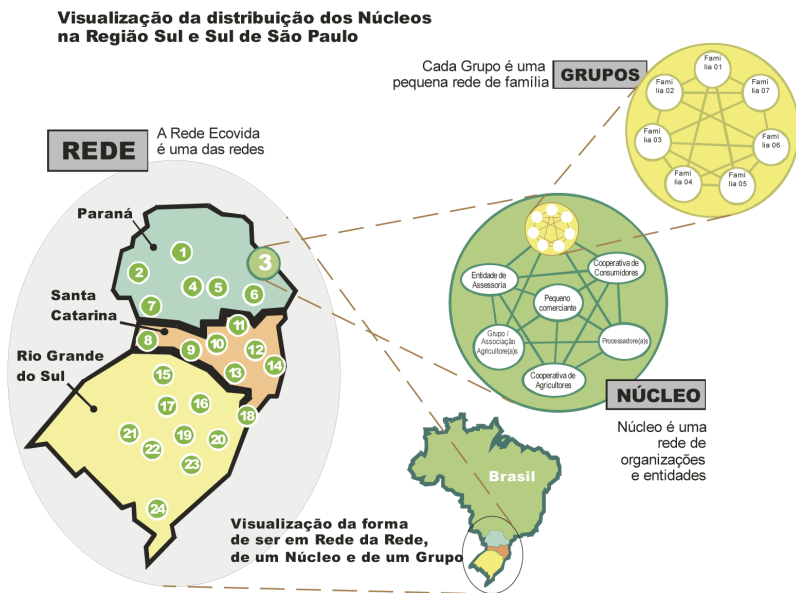 Visualização da distribuição dos Núcleos
na Região Sul e Sul de São Paulo
Cada Grupo é uma
pequena rede de família
GRUPOS
Famí
lia 01
Famí
lia 02
Famí
lia 07
Famí
lia 03
Famí
lia 06
Famí
lia 04
Famí
lia 05
REDE
A Rede Ecovida
é uma das redes
Paraná
1
2
3
4
5
6
7
Santa
Catarina
8
9
10
11
12
13
14
Rio Grande
do Sul
15
16
17
18
19
20
21
22
23
24
Entidade de
Assessoria
Cooperativa de
Consumidores
Pequeno
comerciante
Grupo /
Associação
Agricultore(a)s
Processadore(a)s
Cooperativa de
Agricultores
NÚCLEO
Núcleo é uma
rede de
organizações
e entidades
Brasil
Visualização da forma
de ser em Rede da Rede,
de um Núcleo e de um Grupo